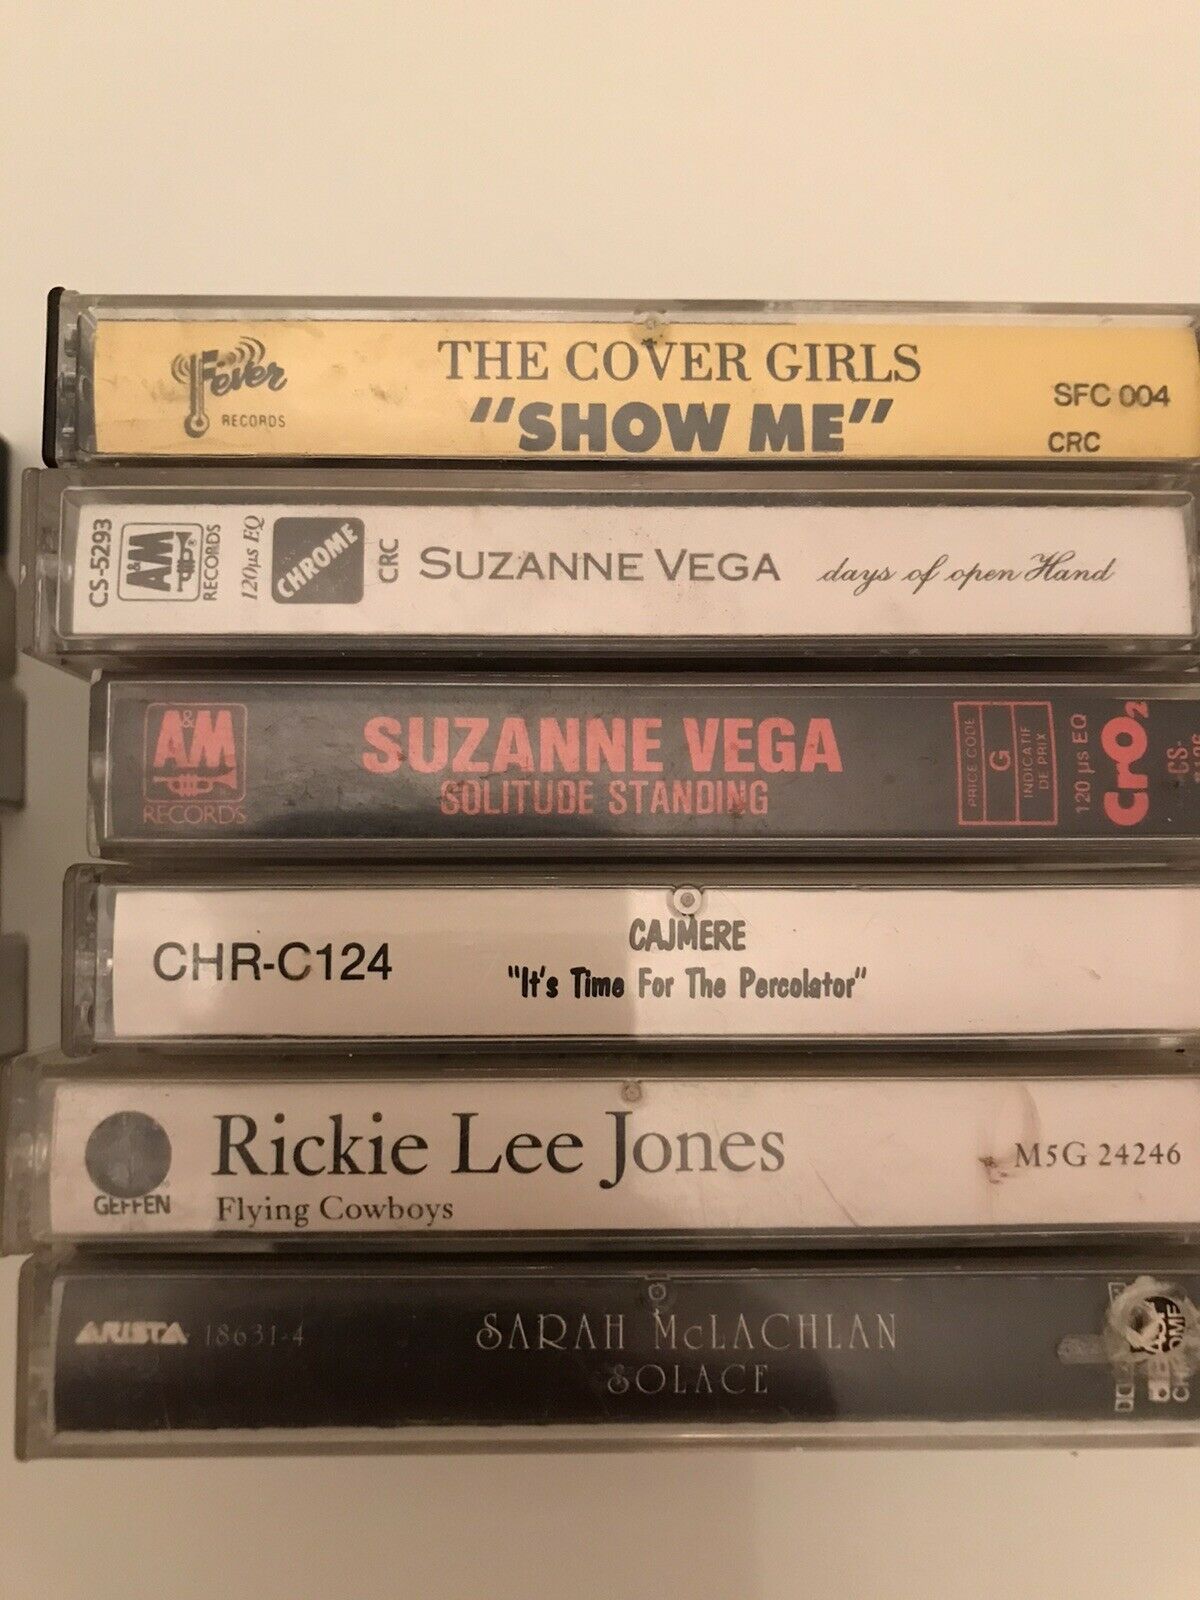 Fever
RECORDS
THE COVER GIRLS
"SHOW ME"
SFC 004
CRC
CS-5293
A&M
RECORDS
120µs EQ
CHROME
CRC
SUZANNE VEGA
days of open Hand
A&M
RECORDS
SUZANNE VEGA
SOLITUDE STANDING
PRICE CODE
G
INDICATIF
DE PRIX
120 µs EQ
CrO2
CS-
CHR-C124
CAJMERE
"It's Time For The Percolator"
GEFFEN
Rickie Lee Jones
Flying Cowboys
M5G 24246
ARISTA 18631-4
SARAH McLACHLAN
SOLACE